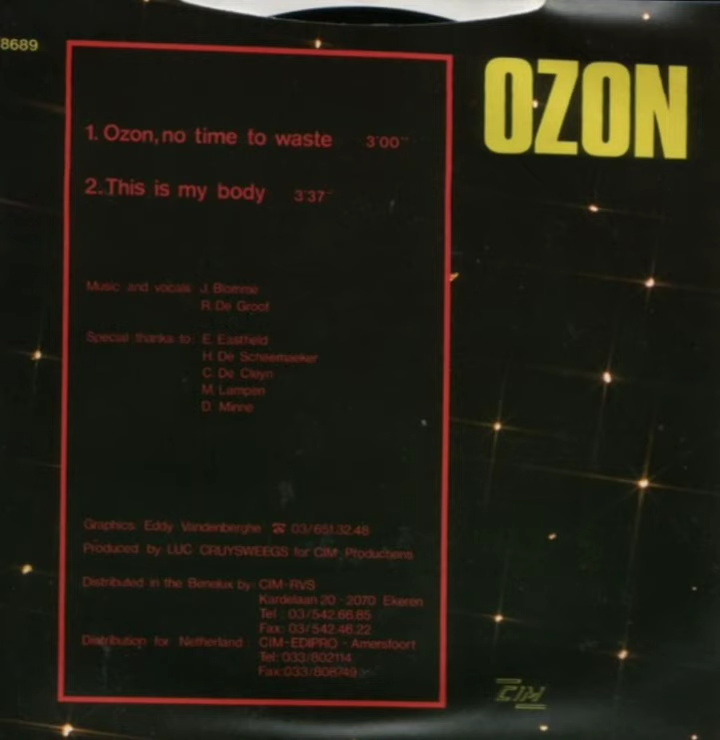 8689
OZON
1. Ozon, no time to waste 3'00''
2. This is my body 3'37''
Music and vocals: J. Blomme
R. De Groof
Special thanks to: E. Eastfield
H. De Scheemaeker
C. De Cleyn
M. Lampen
D. Minne
Graphics: Eddy Vandenberghe ☎ 03/651.32.48
Produced by LUC CRUYSWEEGS for CIM Productions
Distributed in the Benelux by: CIM-RVS
Kardelaan 20 - 2070 Ekeren
Tel: 03/542.66.85
Fax: 03/542.46.22
Distribution for Netherland: CIM-EDIPRO - Amersfoort
Tel: 033/802114
Fax: 033/808749
CIM